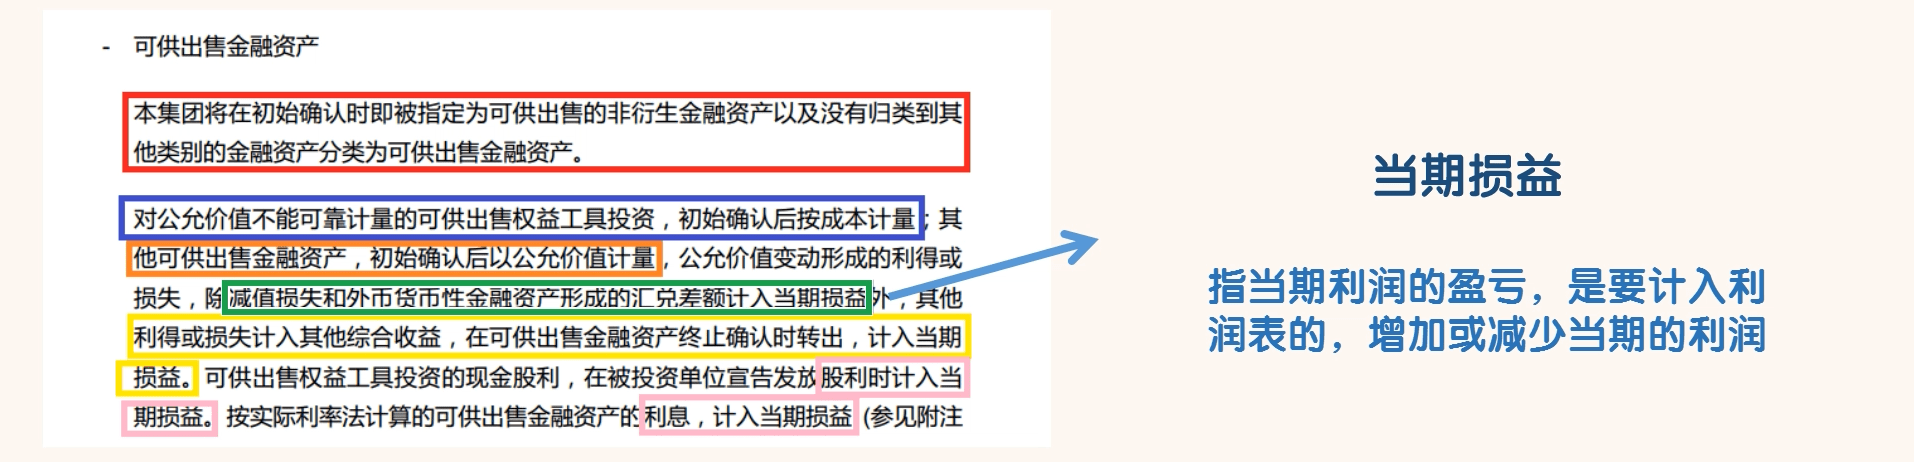 - 可供出售金融资产
本集团将在初始确认时即被指定为可供出售的非衍生金融资产以及没有归类到其
他类别的金融资产分类为可供出售金融资产。
对公允价值不能可靠计量的可供出售权益工具投资，初始确认后按成本计量；其
他可供出售金融资产，初始确认后以公允价值计量，公允价值变动形成的利得或
损失，除减值损失和外币货币性金融资产形成的汇兑差额计入当期损益外，其他
利得或损失计入其他综合收益，在可供出售金融资产终止确认时转出，计入当期
损益。可供出售权益工具投资的现金股利，在被投资单位宣告发放股利时计入当
期损益。按实际利率法计算的可供出售金融资产的利息，计入当期损益 (参见附注
当期损益
指当期利润的盈亏，是要计入利
润表的，增加或减少当期的利润